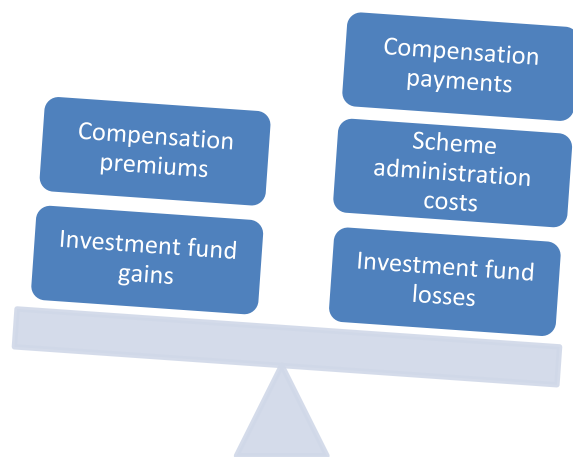 Compensation
premiums
Investment fund
gains
Compensation
payments
Scheme
administration
costs
Investment fund
losses